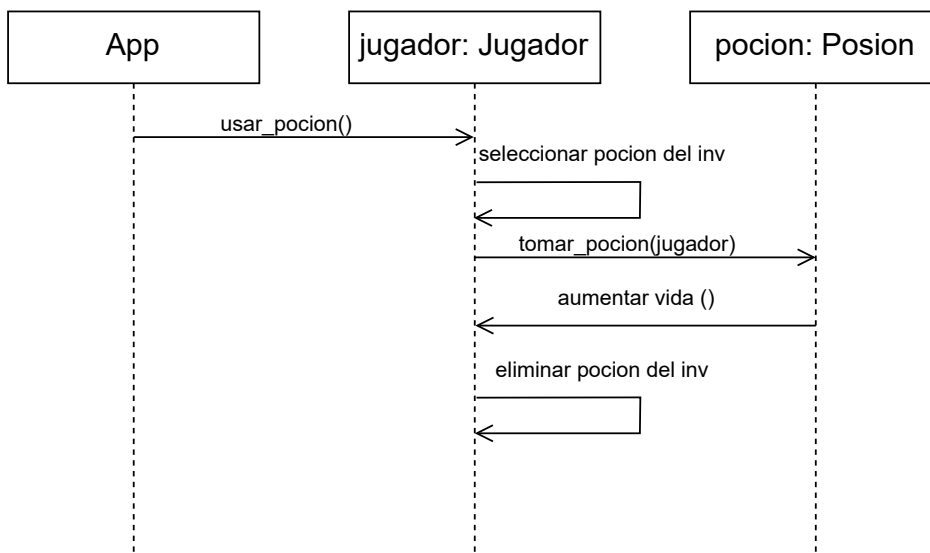 App
jugador: Jugador
pocion: Posion
usar_pocion()
seleccionar pocion del inv
tomar_pocion(jugador)
aumentar vida ()
eliminar pocion del inv